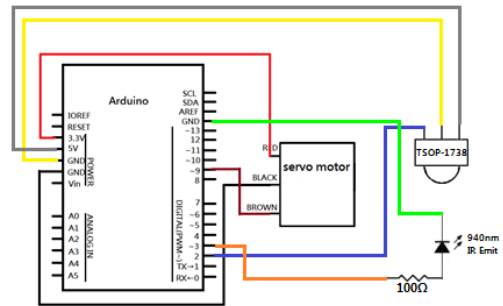 Arduino
IOREF
RESET
3.3V
5V
GND
GND
Vin
POWER
A0
A1
A2
A3
A4
A5
ANALOG IN
SCL
SDA
AREF
GND
~13
~12
~11
~10
~9
8
7
~6
~5
4
~3
2
TX→1
RX←0
DIGITAL(PWM~)
RED
BLACK
BROWN
servo motor
TSOP-1738
940nm
IR Emit
100Ω